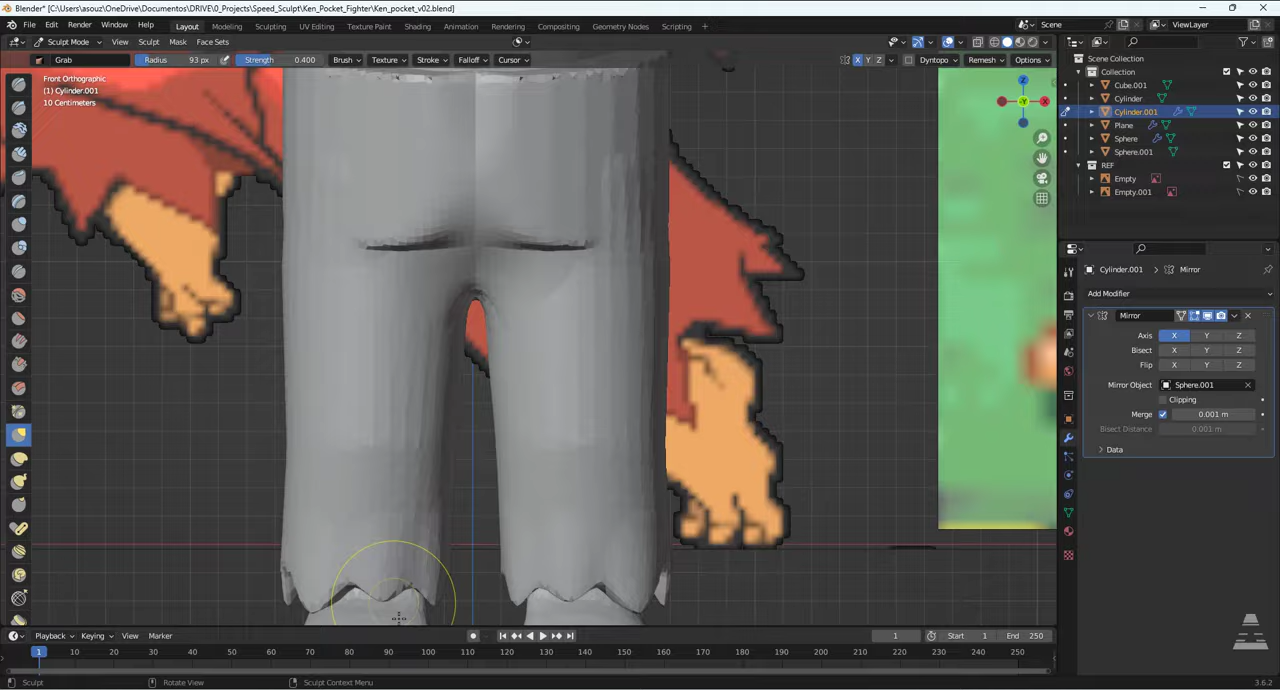 Blender* [C:\Users\asouz\OneDrive\Documentos\DRIVE\0_Projects\Speed_Sculpt\Ken_Pocket_Fighter\Ken_pocket_v02.blend]
File Edit Render Window Help Layout Modeling Sculpting UV Editing Texture Paint Shading Animation Rendering Compositing Geometry Nodes Scripting + Scene ViewLayer
Sculpt Mode View Sculpt Mask Face Sets
Grab Radius 93 px Strength 0.400 Brush Texture Stroke Falloff Cursor X Y Z Dyntopo Remesh Options
Front Orthographic
(1) Cylinder.001
10 Centimeters
Z
Y
X
Scene Collection
Collection
Cube.001
Cylinder
Cylinder.001
Plane
Sphere
Sphere.001
REF
Empty
Empty.001
Cylinder.001 > Mirror
Add Modifier
Mirror
Axis X Y Z
Bisect X Y Z
Flip X Y Z
Mirror Object Sphere.001
Clipping
Merge 0.001 m
Bisect Distance 0.001 m
Data
Playback Keying View Marker 1 Start 1 End 250
1 10 20 30 40 50 60 70 80 90 100 110 120 130 140 150 160 170 180 190 200 210 220 230 240 250
Sculpt Rotate View Sculpt Context Menu 3.6.2